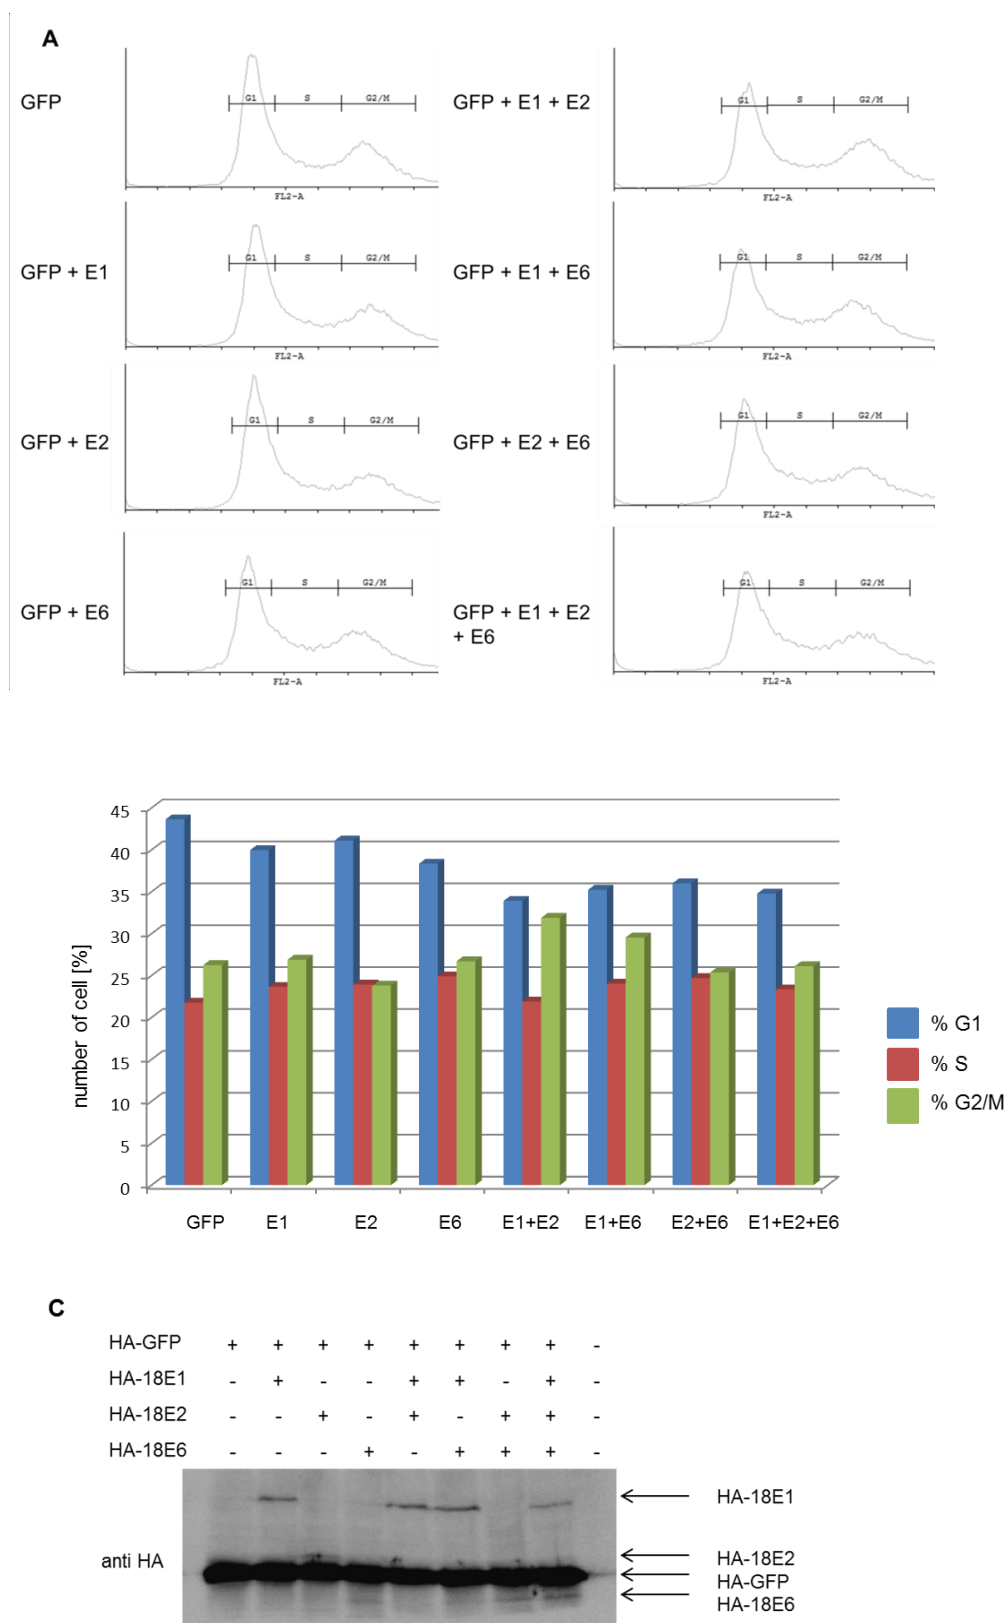 A
GFP
G1 S G2/M
FL2-A
GFP + E1 + E2
G1 S G2/M
FL2-A
GFP + E1
G1 S G2/M
FL2-A
GFP + E1 + E6
G1 S G2/M
FL2-A
GFP + E2
G1 S G2/M
FL2-A
GFP + E2 + E6
G1 S G2/M
FL2-A
GFP + E6
G1 S G2/M
FL2-A
GFP + E1 + E2
+ E6
G1 S G2/M
FL2-A
number of cell [%]
45
40
35
30
25
20
15
10
5
0
GFP E1 E2 E6 E1+E2 E1+E6 E2+E6 E1+E2+E6
% G1
% S
% G2/M
C
HA-GFP + + + + + + + + -
HA-18E1 - + - - + + - + -
HA-18E2 - - + - + - + + -
HA-18E6 - - - + - + + + -
anti HA
HA-18E1
HA-18E2
HA-GFP
HA-18E6